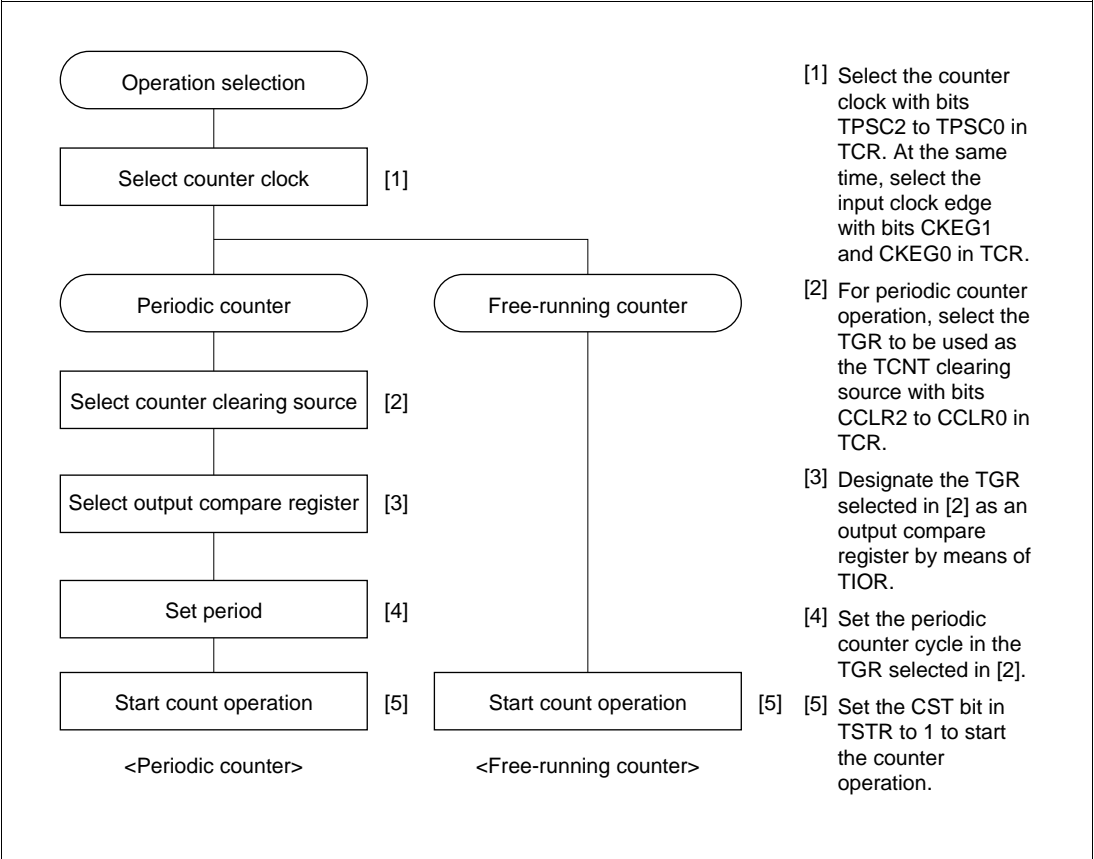 Operation selection
Select counter clock
[1]
Periodic counter
Free-running counter
Select counter clearing source
[2]
Select output compare register
[3]
Set period
[4]
Start count operation
[5]
Start count operation
[5]
<Periodic counter>
<Free-running counter>
[1] Select the counter
clock with bits
TPSC2 to TPSC0 in
TCR. At the same
time, select the
input clock edge
with bits CKEG1
and CKEG0 in TCR.
[2] For periodic counter
operation, select the
TGR to be used as
the TCNT clearing
source with bits
CCLR2 to CCLR0 in
TCR.
[3] Designate the TGR
selected in [2] as an
output compare
register by means of
TIOR.
[4] Set the periodic
counter cycle in the
TGR selected in [2].
[5] Set the CST bit in
TSTR to 1 to start
the counter
operation.